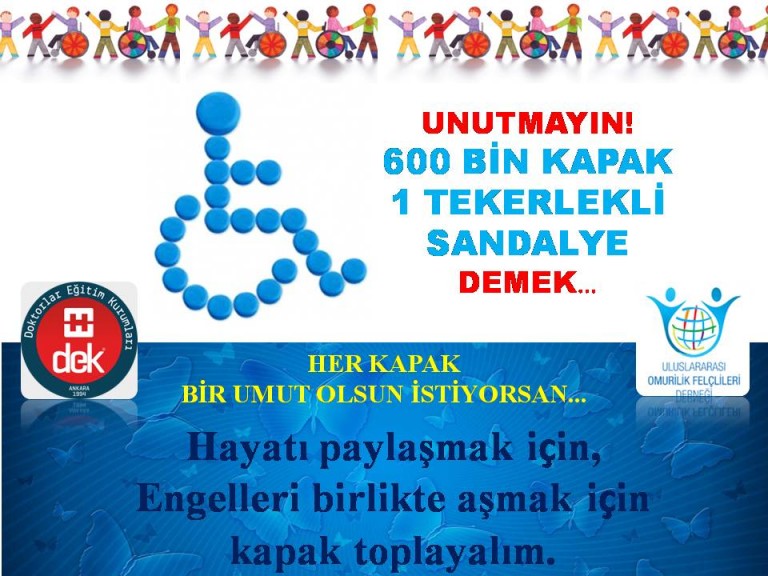 UNUTMAYIN!
600 BİN KAPAK
1 TEKERLEKLİ
SANDALYE
DEMEK...
Doktorlar Eğitim Kurumları
dek
ANKARA
1994
ULUSLARARASI
OMURİLİK FELÇLİLERİ
DERNEĞİ
HER KAPAK
BİR UMUT OLSUN İSTİYORSAN...
Hayatı paylaşmak için,
Engelleri birlikte aşmak için
kapak toplayalım.